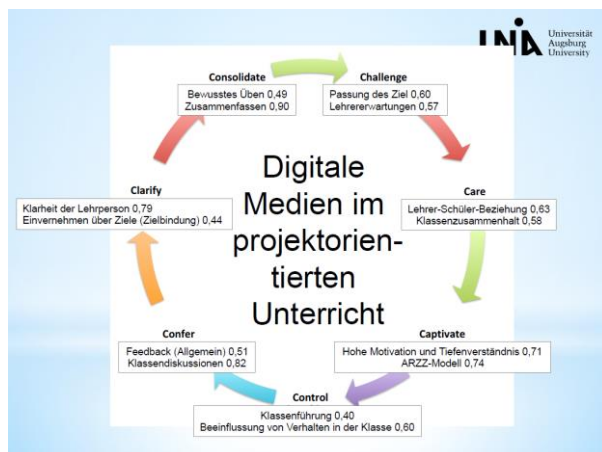 UNIA
Universität
Augsburg
University
Consolidate
Bewusstes Üben 0,49
Zusammenfassen 0,90
Challenge
Passung des Ziel 0,60
Lehrererwartungen 0,57
Clarify
Klarheit der Lehrperson 0,79
Einvernehmen über Ziele (Zielbindung) 0,44
Digitale
Medien im
projektorien-
tierten
Unterricht
Care
Lehrer-Schüler-Beziehung 0,63
Klassenzusammenhalt 0,58
Confer
Feedback (Allgemein) 0,51
Klassendiskussionen 0,82
Captivate
Hohe Motivation und Tiefenverständnis 0,71
ARZZ-Modell 0,74
Control
Klassenführung 0,40
Beeinflussung von Verhalten in der Klasse 0,60